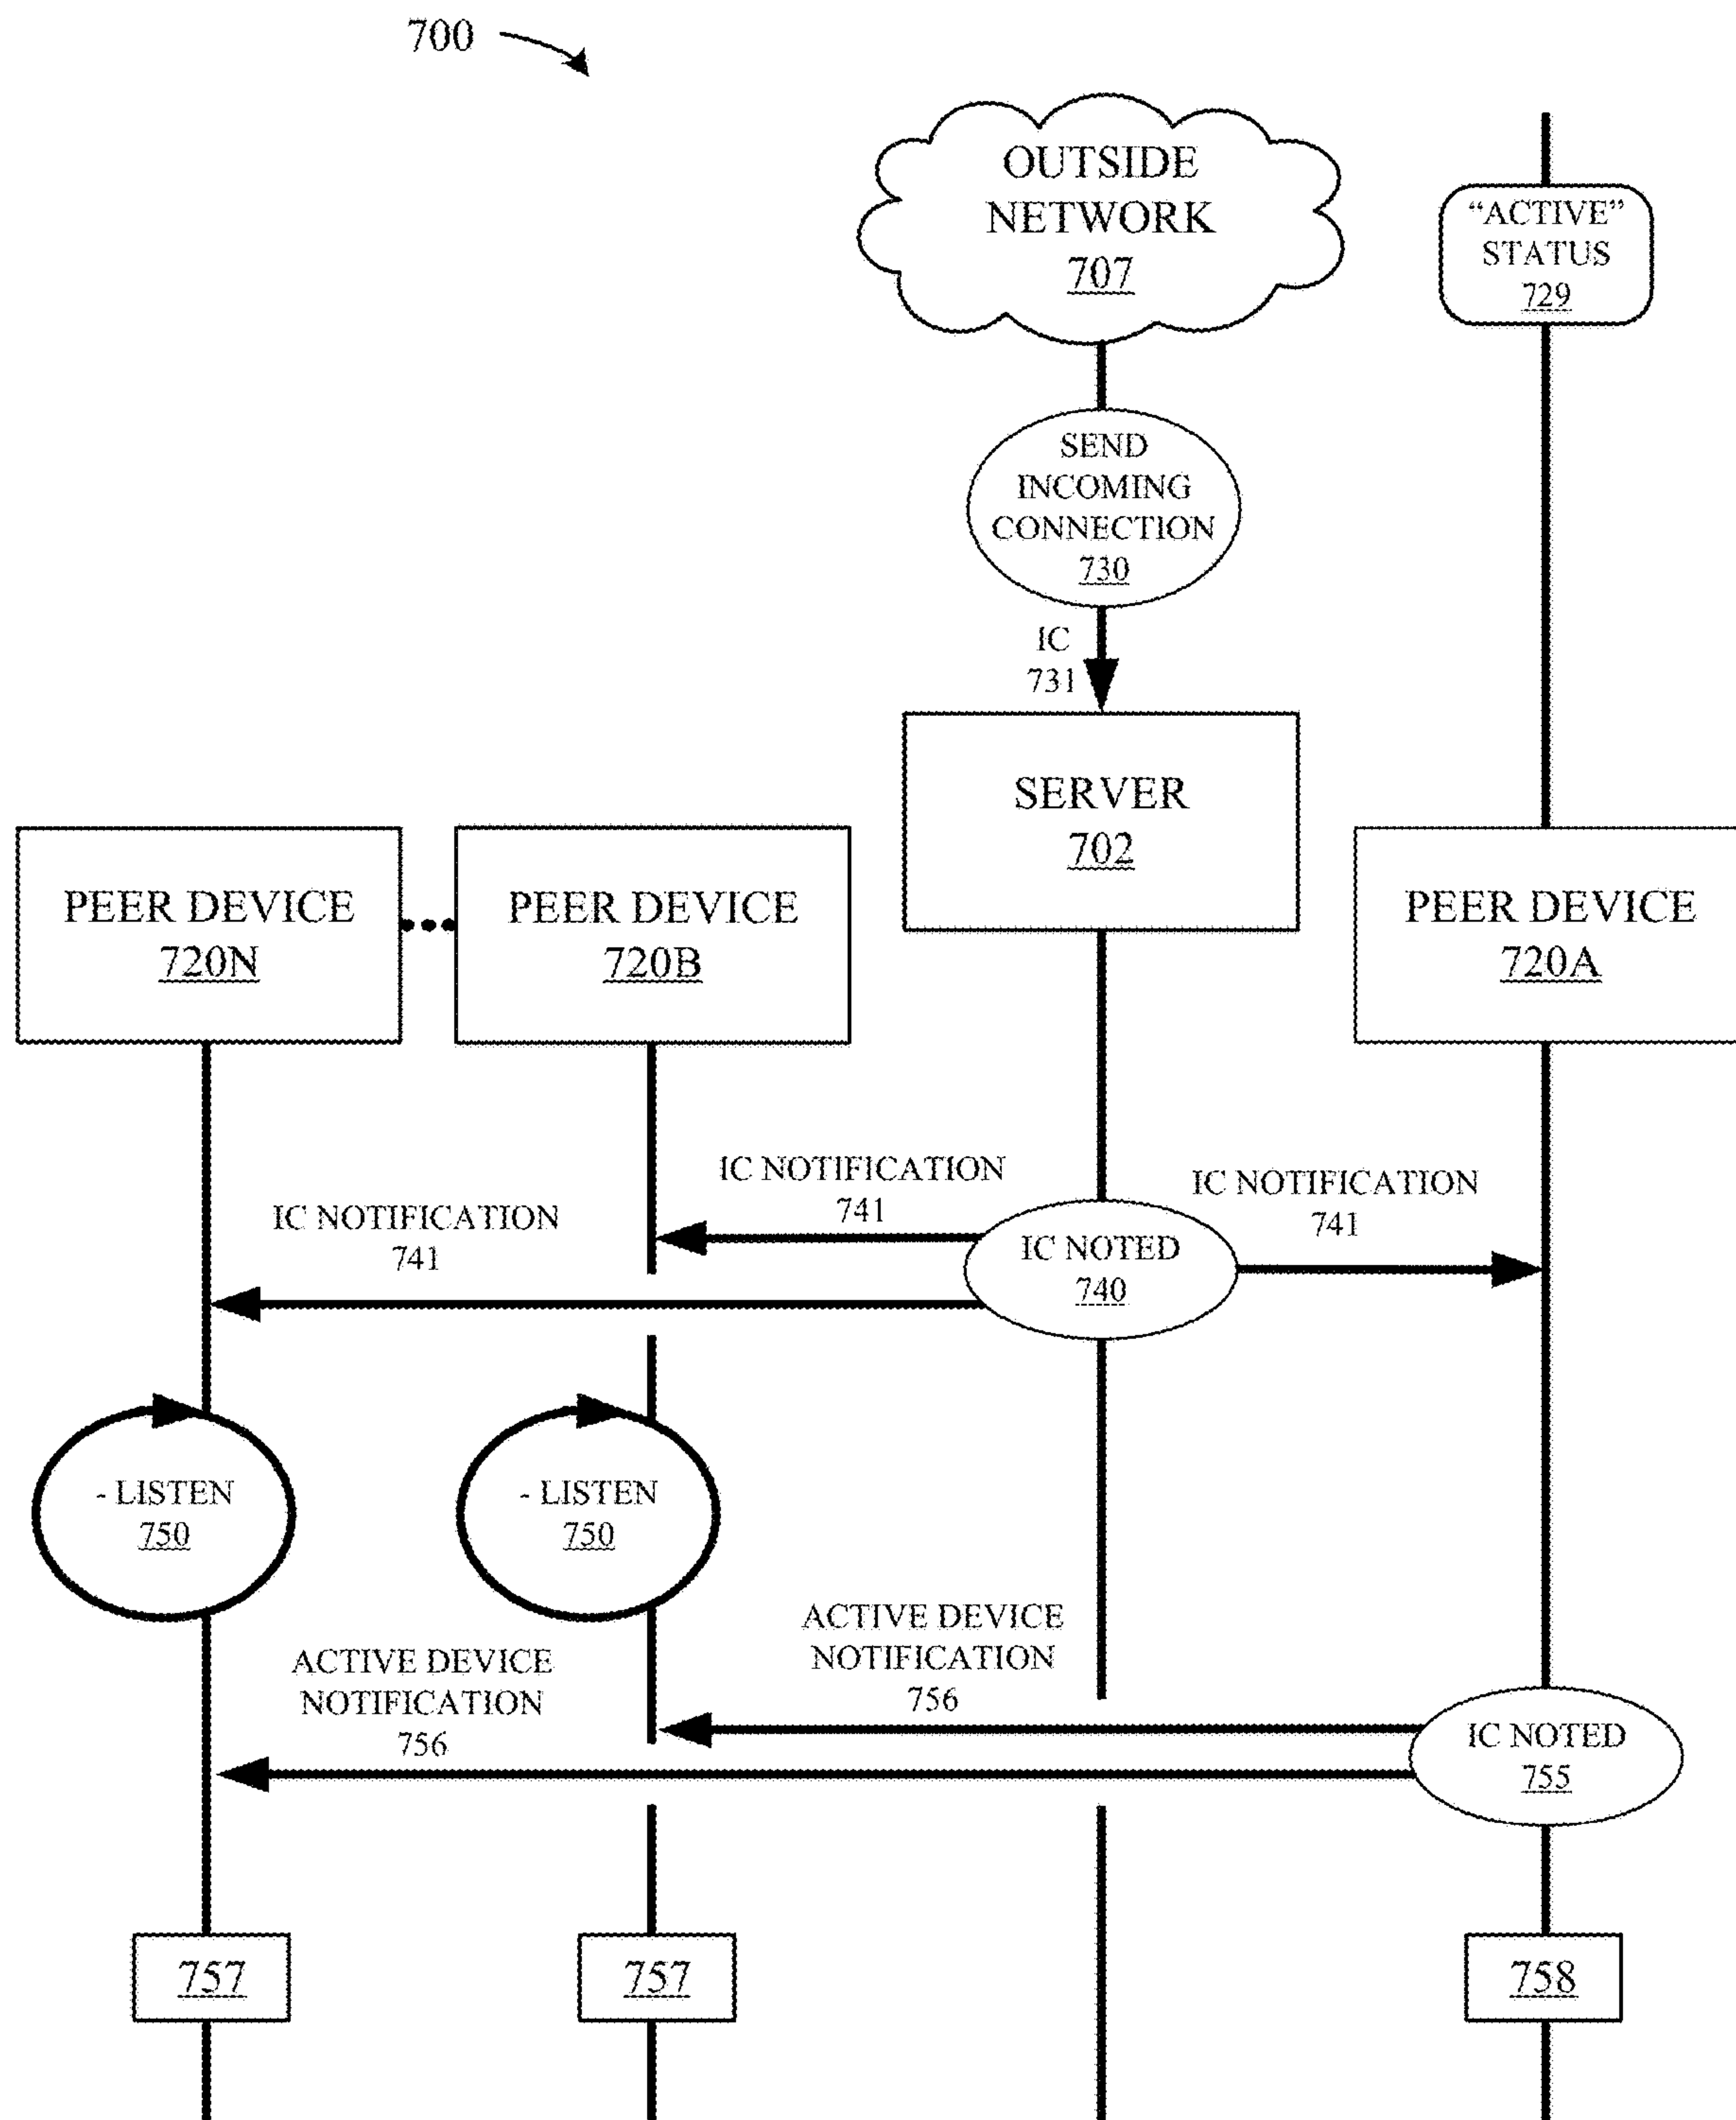 700
OUTSIDE
NETWORK
707
“ACTIVE”
STATUS
729
SEND
INCOMING
CONNECTION
730
IC
731
SERVER
702
PEER DEVICE
720N
PEER DEVICE
720B
PEER DEVICE
720A
IC NOTIFICATION
741
IC NOTIFICATION
741
IC NOTIFICATION
741
IC NOTED
740
- LISTEN
750
- LISTEN
750
ACTIVE DEVICE
NOTIFICATION
756
ACTIVE DEVICE
NOTIFICATION
756
IC NOTED
755
757
757
758